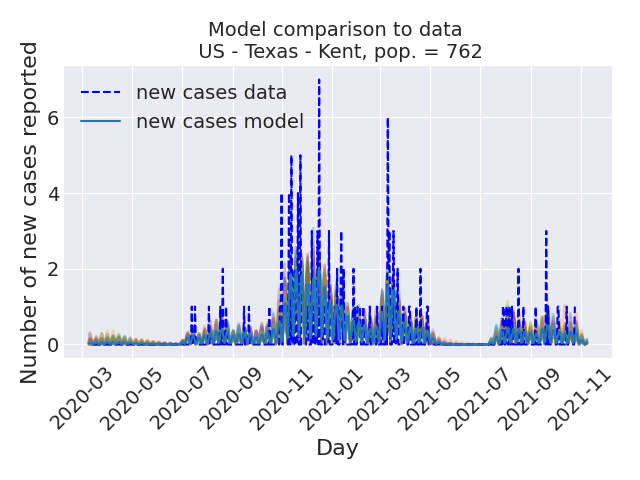 Model comparison to data
US - Texas - Kent, pop. = 762
Number of new cases reported
new cases data
new cases model
6
4
2
0
2020-03
2020-05
2020-07
2020-09
2020-11
2021-01
2021-03
2021-05
2021-07
2021-09
2021-11
Day